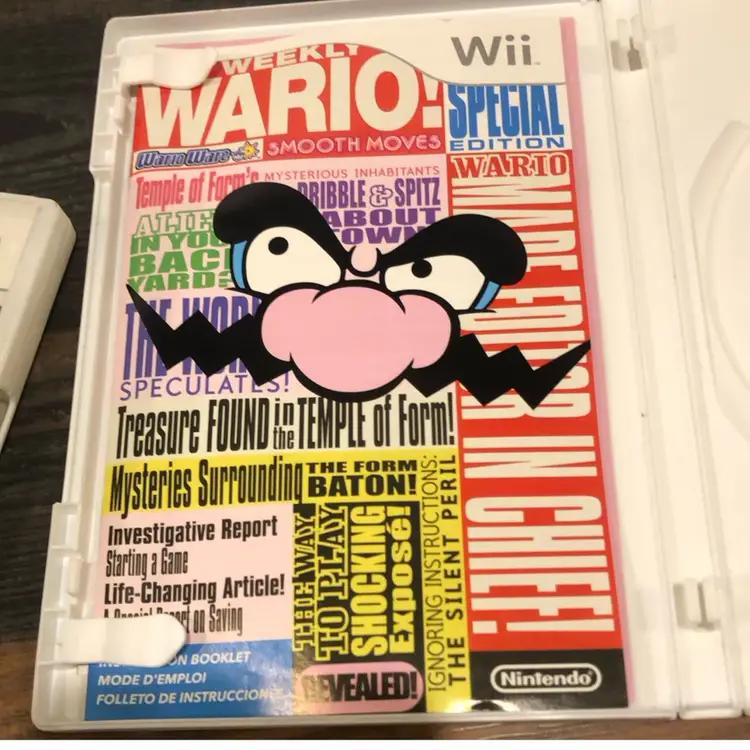 WEEKLY
Wii
WARIO!
SPECIAL
EDITION
WarioWare
SMOOTH MOVES
WARIO
MADE EDITOR IN CHIEF!
Temple of Form's
MYSTERIOUS INHABITANTS
DRIBBLE & SPITZ
ABOUT
TOWN
IN YOUR
BACK
YARD?
THE
SPECULATES!
Treasure FOUND in the TEMPLE of Form!
Mysteries Surrounding
THE FORM
BATON!
Investigative Report
Starting a Game
Life-Changing Article!
A Special Report on Saving
THE WAY
TO PLAY
SHOCKING
Exposé!
REVEALED!
IGNORING INSTRUCTIONS:
THE SILENT PERIL
INSTRUCTION BOOKLET
MODE D'EMPLOI
FOLLETO DE INSTRUCCIONES
Nintendo